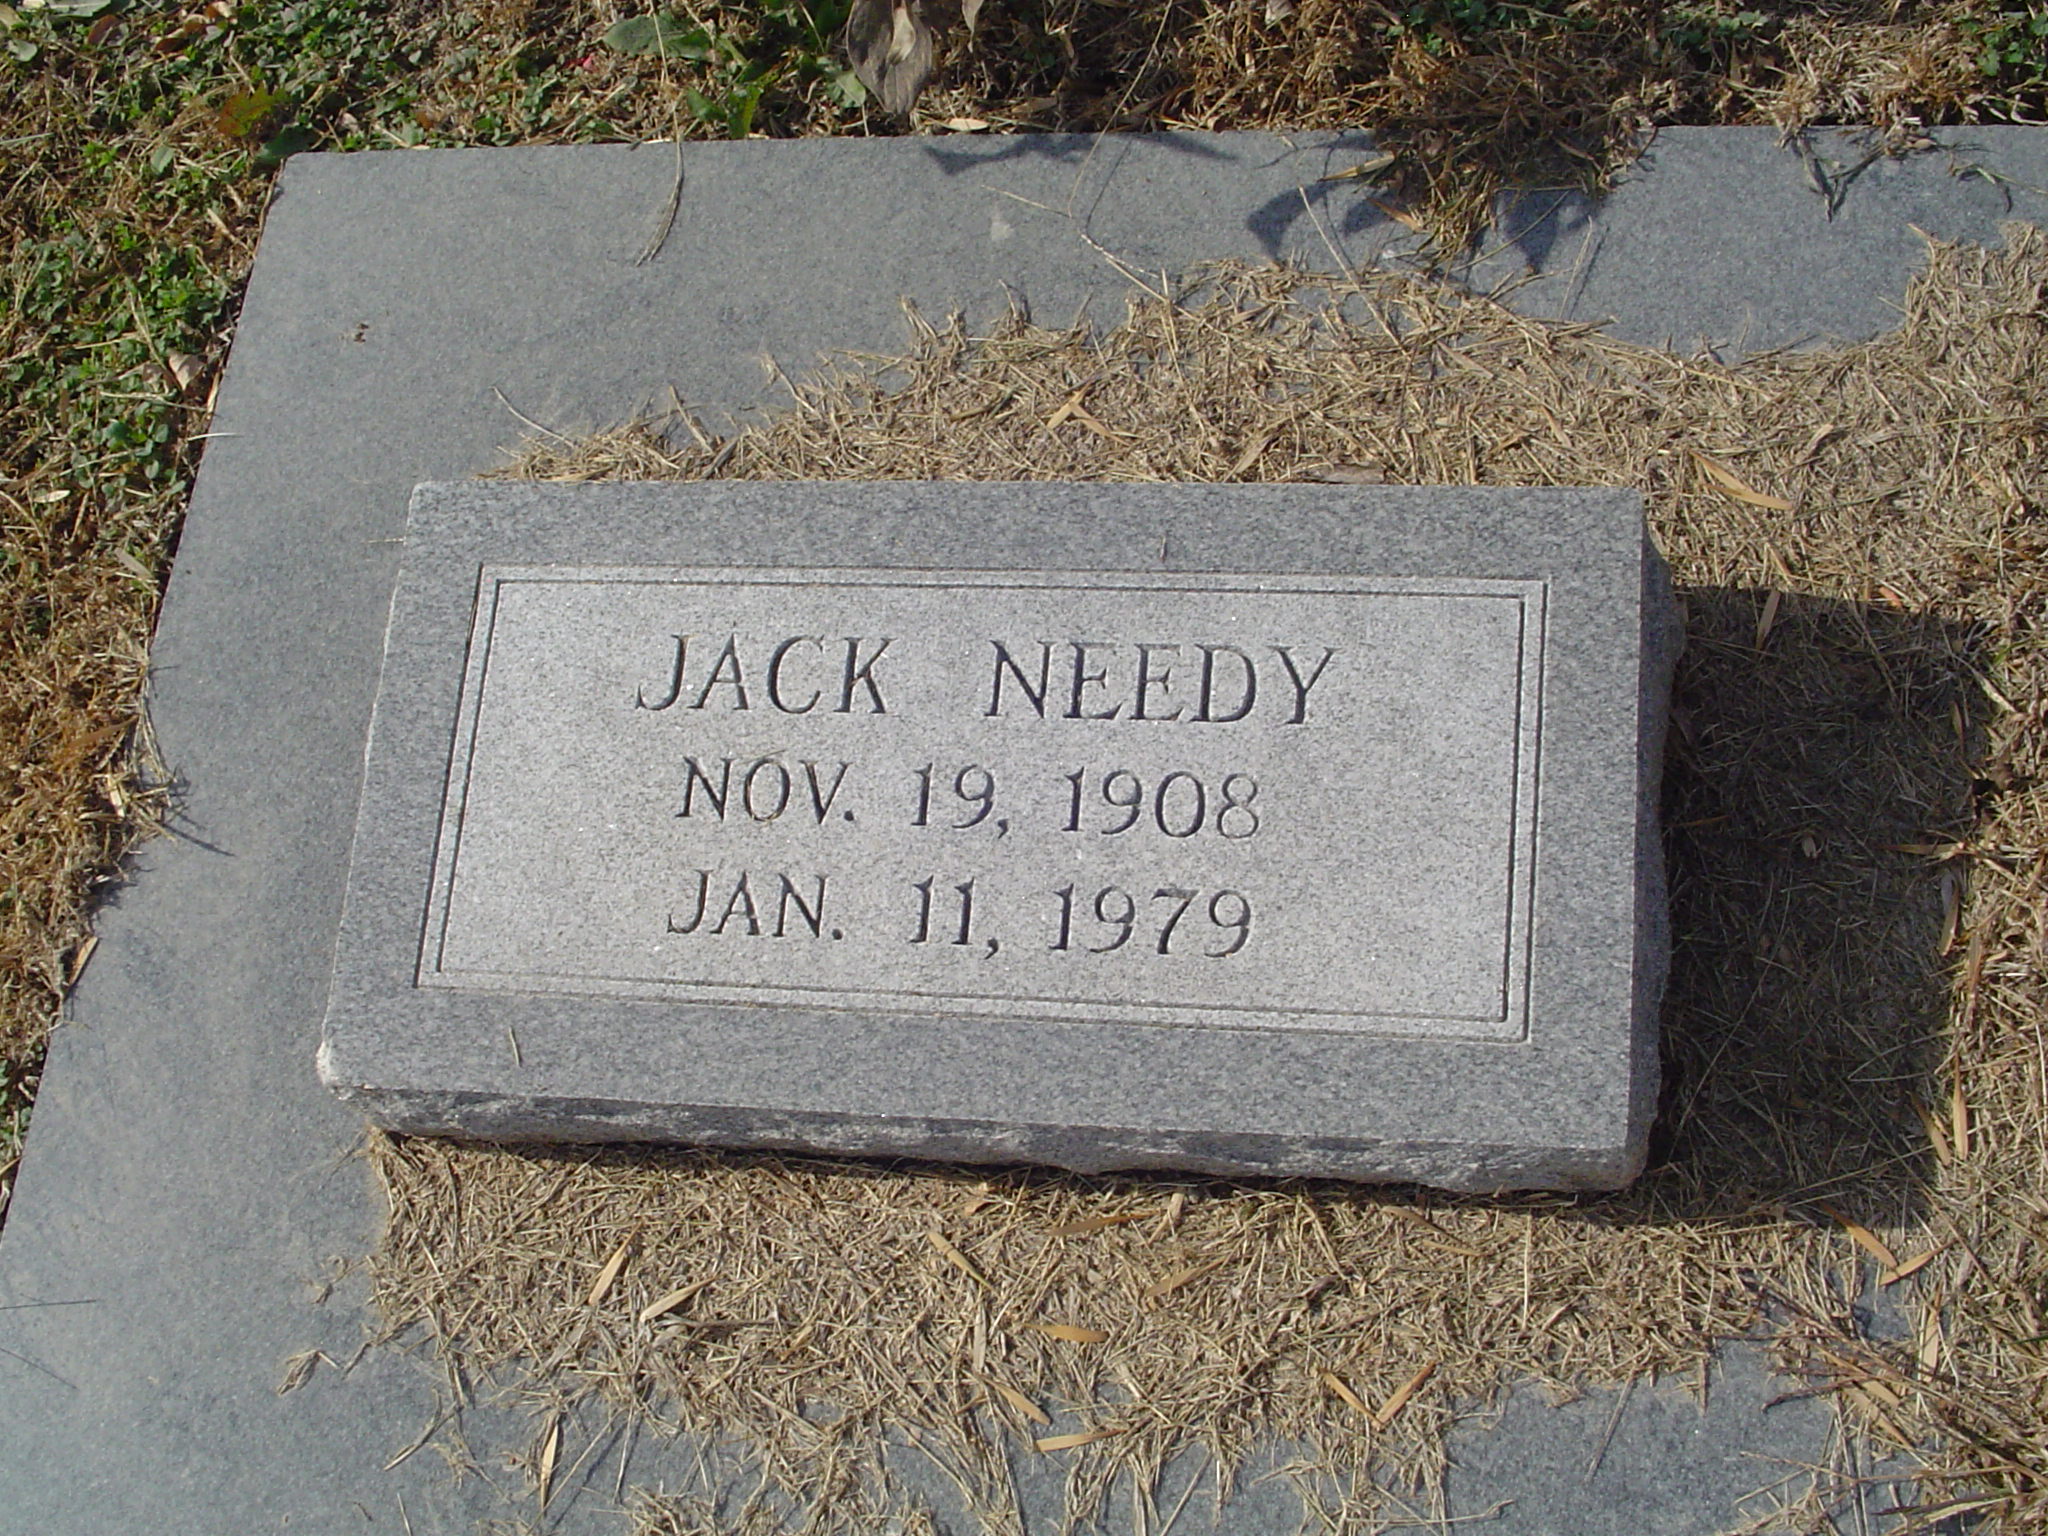 JACK NEEDY
NOV. 19, 1908
JAN. 11, 1979